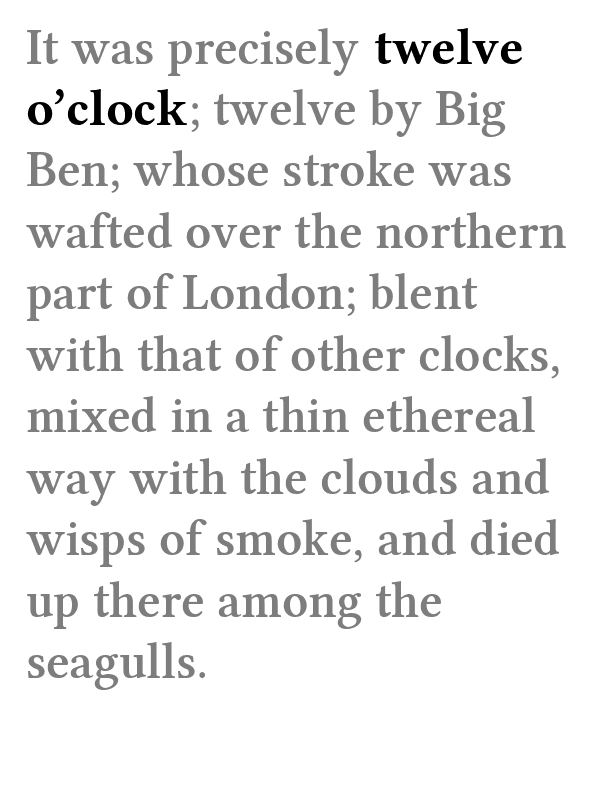 It was precisely twelve
o’clock; twelve by Big
Ben; whose stroke was
wafted over the northern
part of London; blent
with that of other clocks,
mixed in a thin ethereal
way with the clouds and
wisps of smoke, and died
up there among the
seagulls.